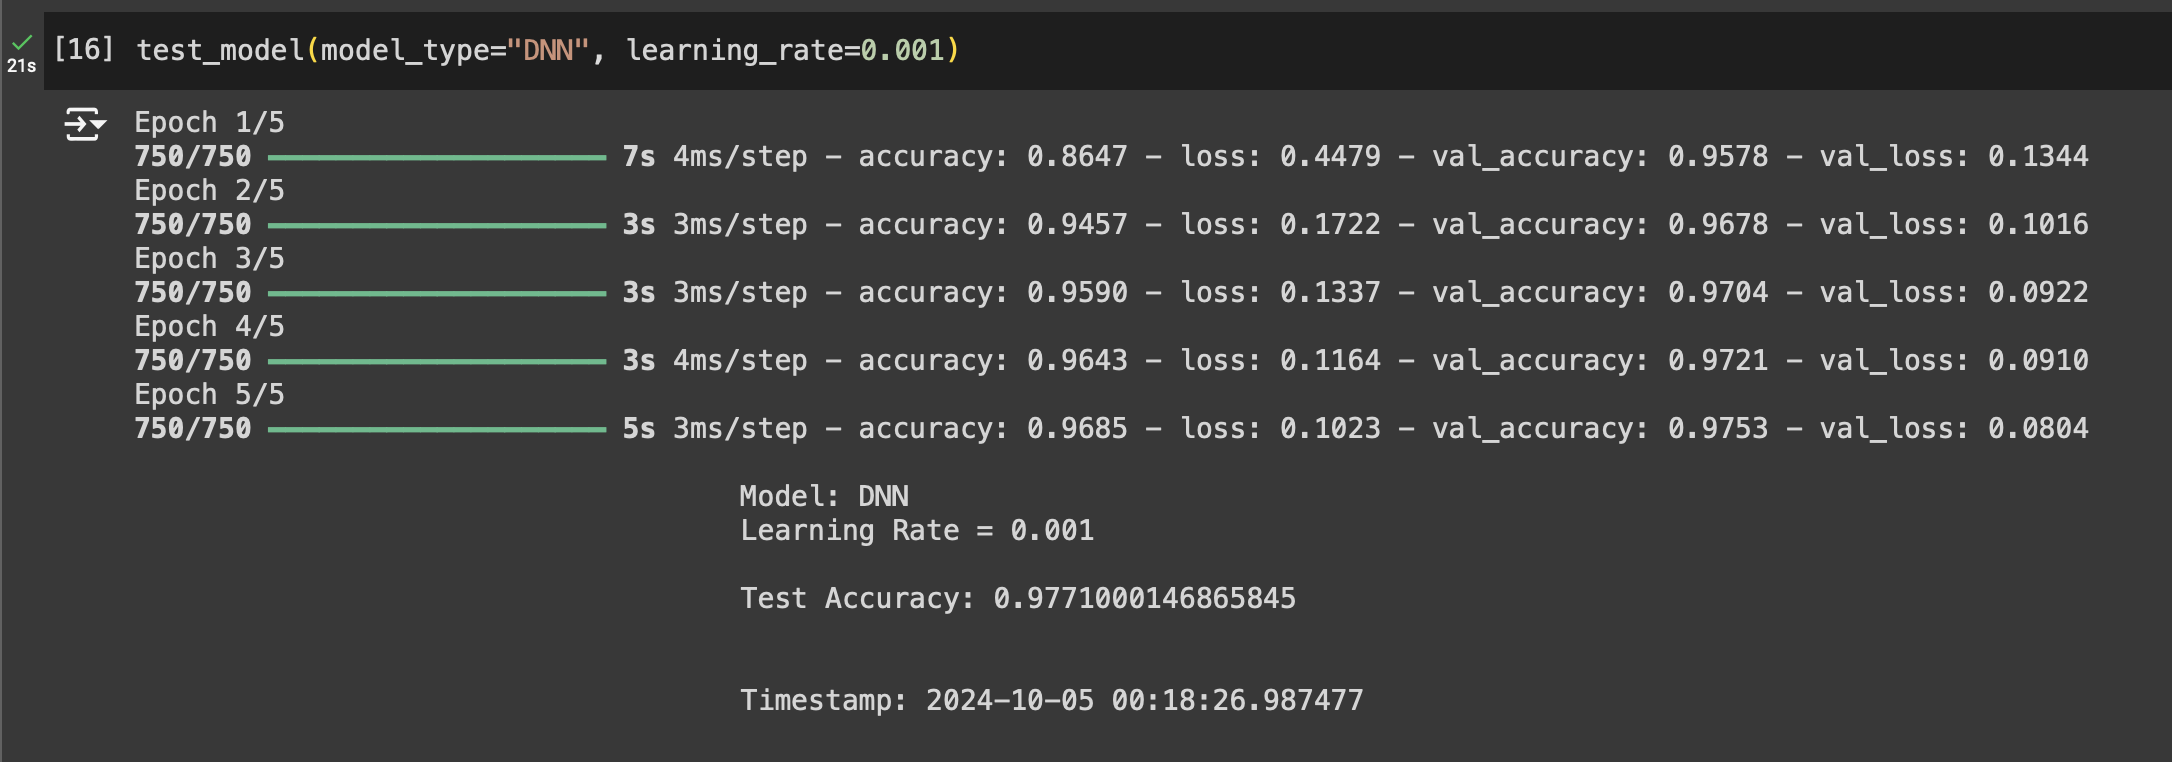 [16] test_model(model_type="DNN", learning_rate=0.001)
21s
Epoch 1/5
750/750 7s 4ms/step - accuracy: 0.8647 - loss: 0.4479 - val_accuracy: 0.9578 - val_loss: 0.1344
Epoch 2/5
750/750 3s 3ms/step - accuracy: 0.9457 - loss: 0.1722 - val_accuracy: 0.9678 - val_loss: 0.1016
Epoch 3/5
750/750 3s 3ms/step - accuracy: 0.9590 - loss: 0.1337 - val_accuracy: 0.9704 - val_loss: 0.0922
Epoch 4/5
750/750 3s 4ms/step - accuracy: 0.9643 - loss: 0.1164 - val_accuracy: 0.9721 - val_loss: 0.0910
Epoch 5/5
750/750 5s 3ms/step - accuracy: 0.9685 - loss: 0.1023 - val_accuracy: 0.9753 - val_loss: 0.0804
Model: DNN
Learning Rate = 0.001
Test Accuracy: 0.9771000146865845
Timestamp: 2024-10-05 00:18:26.987477